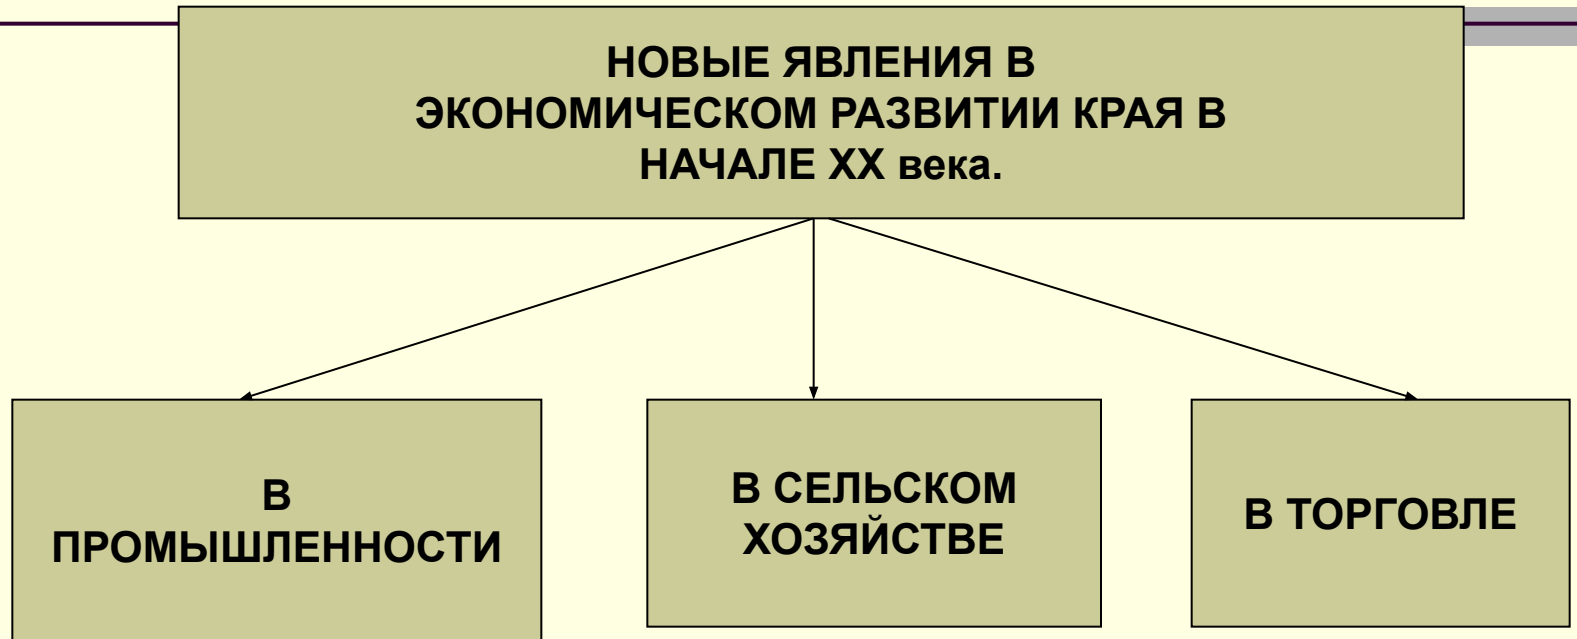 НОВЫЕ ЯВЛЕНИЯ В
ЭКОНОМИЧЕСКОМ РАЗВИТИИ КРАЯ В
НАЧАЛЕ XX века.
В
ПРОМЫШЛЕННОСТИ
В СЕЛЬСКОМ
ХОЗЯЙСТВЕ
В ТОРГОВЛЕ